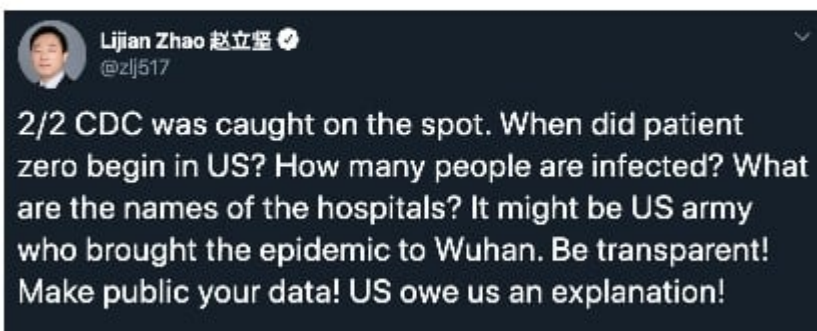 Lijian Zhao 赵立坚
@zlj517
2/2 CDC was caught on the spot. When did patient
zero begin in US? How many people are infected? What
are the names of the hospitals? It might be US army
who brought the epidemic to Wuhan. Be transparent!
Make public your data! US owe us an explanation!